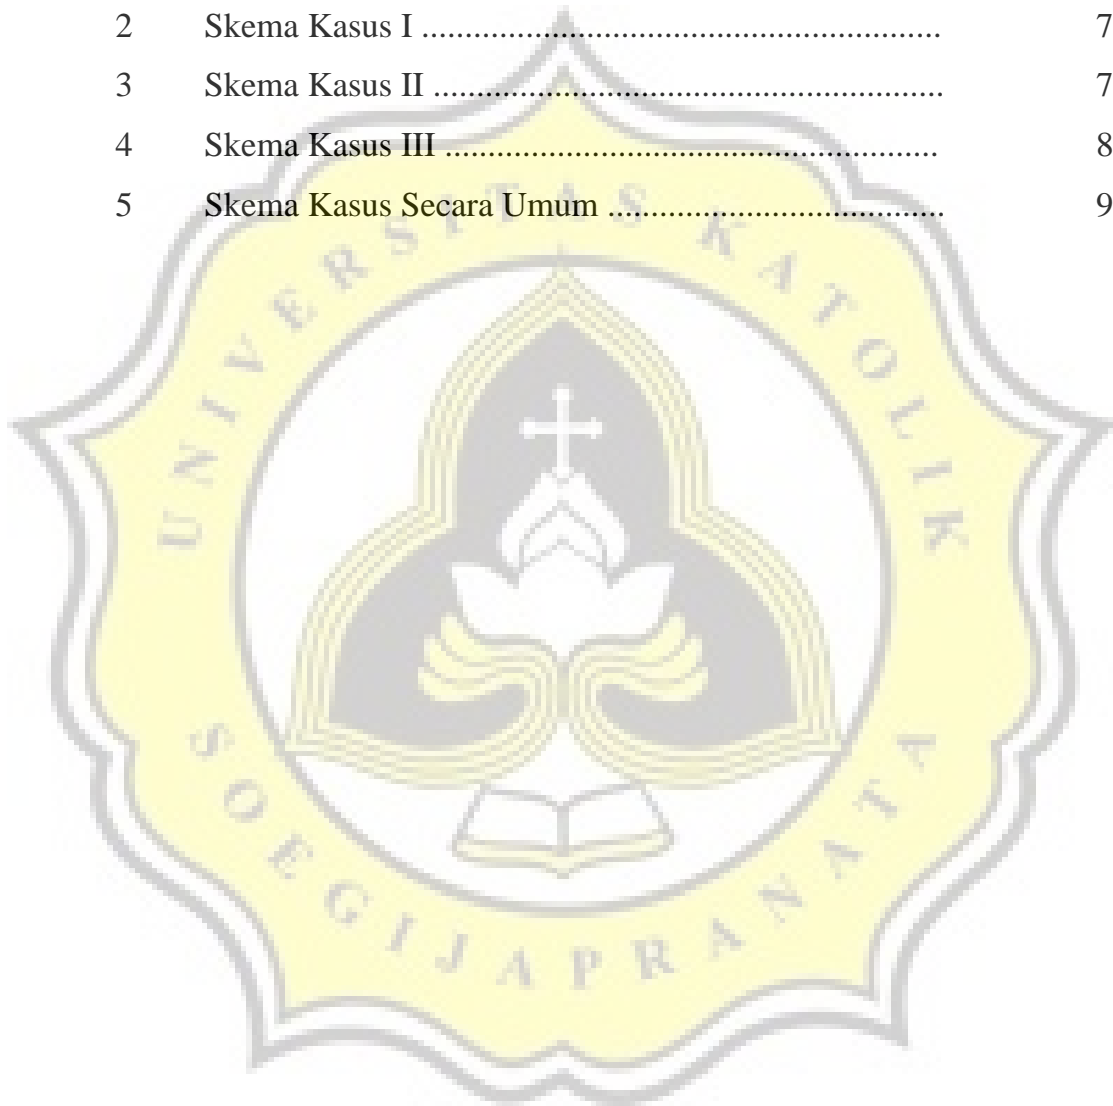 2 Skema Kasus I ............................................................ 7
3 Skema Kasus II ........................................................... 7
4 Skema Kasus III ......................................................... 8
5 Skema Kasus Secara Umum ....................................... 9
UNIVERSITAS KATOLIK
SOEGIJAPRANATA